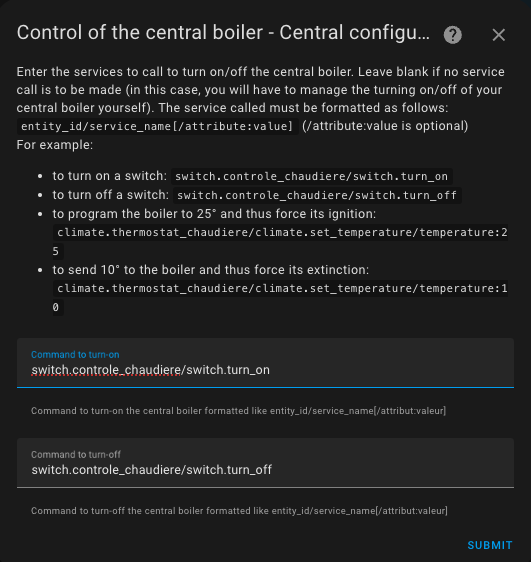 Control of the central boiler - Central configu...
Enter the services to call to turn on/off the central boiler. Leave blank if no service
call is to be made (in this case, you will have to manage the turning on/off of your
central boiler yourself). The service called must be formatted as follows:
entity_id/service_name[/attribute:value] (/attribute:value is optional)
For example:
• to turn on a switch: switch.controle_chaudiere/switch.turn_on
• to turn off a switch: switch.controle_chaudiere/switch.turn_off
• to program the boiler to 25° and thus force its ignition:
climate.thermostat_chaudiere/climate.set_temperature/temperature:2
5
• to send 10° to the boiler and thus force its extinction:
climate.thermostat_chaudiere/climate.set_temperature/temperature:1
0
Command to turn-on
switch.controle_chaudiere/switch.turn_on
Command to turn-on the central boiler formatted like entity_id/service_name[/attribut:valeur]
Command to turn-off
switch.controle_chaudiere/switch.turn_off
Command to turn-off the central boiler formatted like entity_id/service_name[/attribut:valeur]
SUBMIT